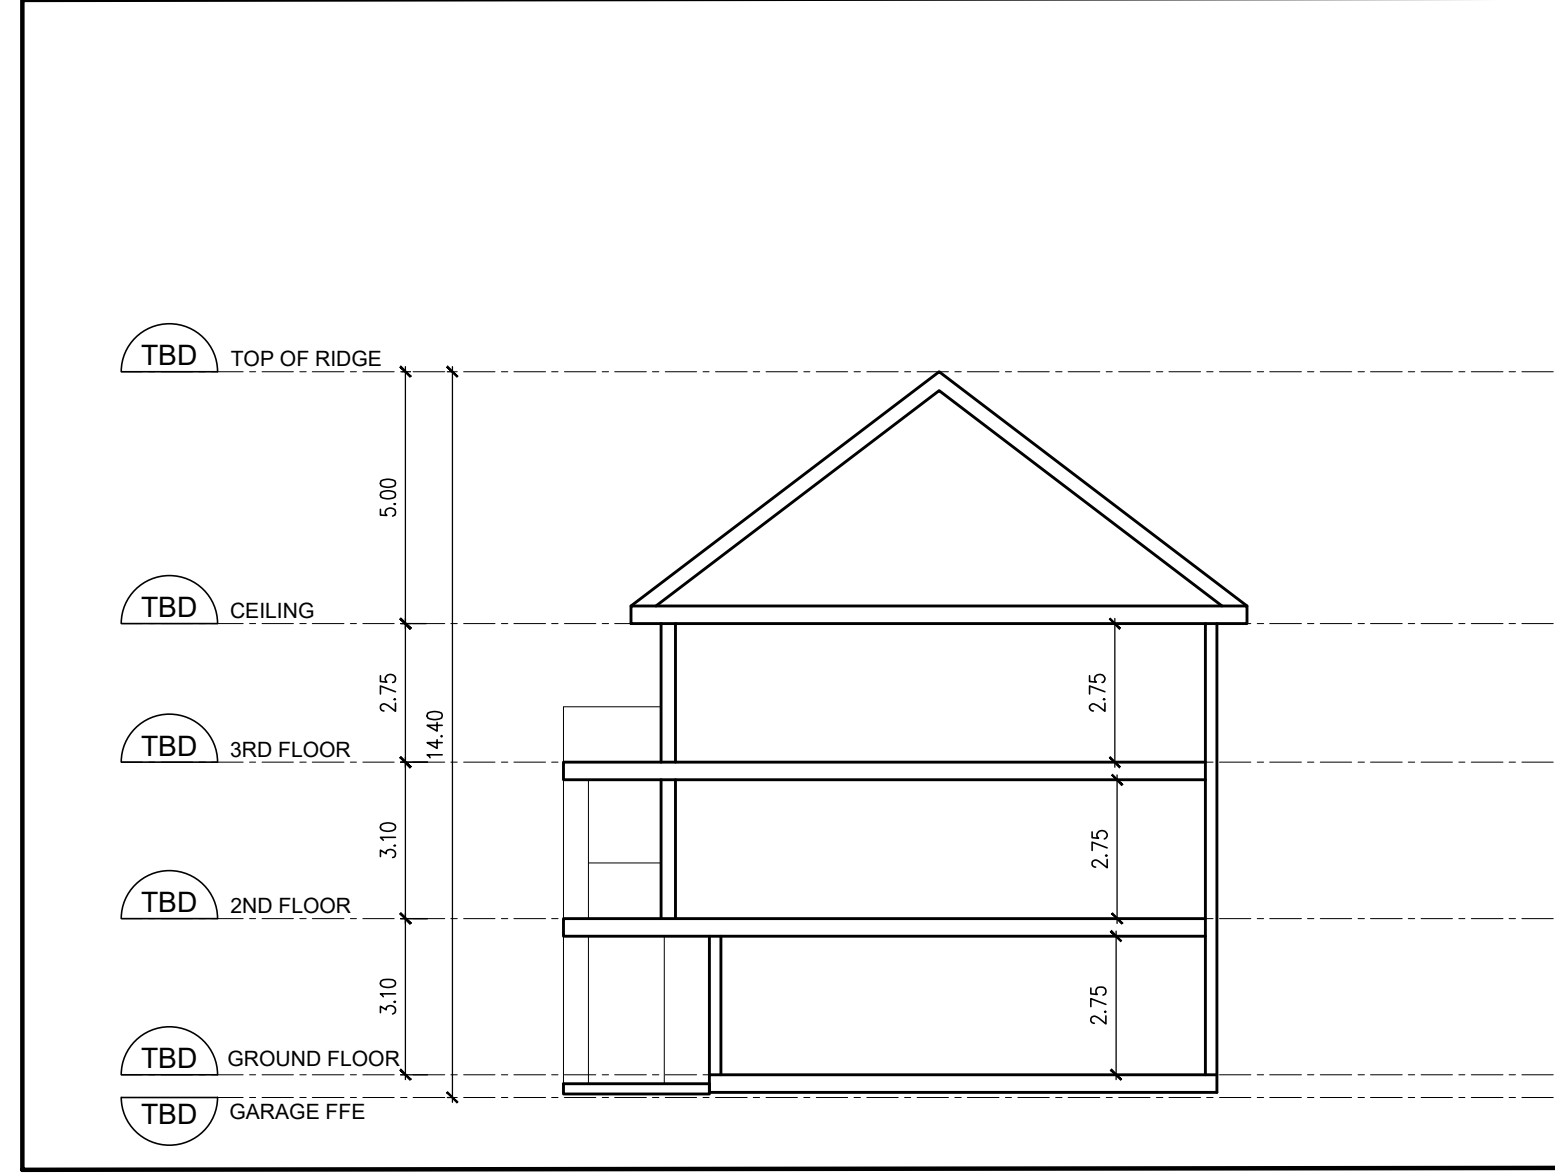 TBD TOP OF RIDGE
5.00
TBD CEILING
2.75
2.75
14.40
TBD 3RD FLOOR
3.10
2.75
TBD 2ND FLOOR
3.10
2.75
TBD GROUND FLOOR
TBD GARAGE FFE